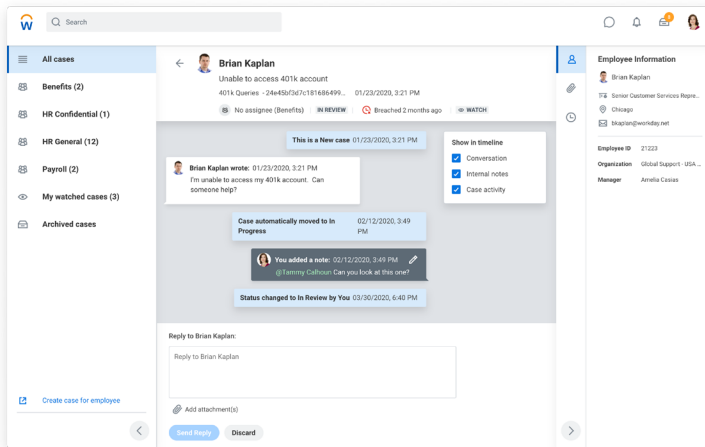 Search
All cases
Benefits (2)
HR Confidential (1)
HR General (12)
Payroll (2)
My watched cases (3)
Archived cases
Create case for employee
Brian Kaplan
Unable to access 401k account
401k Queries - 24e45bf3d7c181686499... 01/23/2020, 3:21 PM
No assignee (Benefits) IN REVIEW Breached 2 months ago WATCH
This is a New case 01/23/2020, 3:21 PM
Brian Kaplan wrote: 01/23/2020, 3:21 PM
I'm unable to access my 401k account. Can
someone help?
Case automatically moved to In
Progress
02/12/2020, 3:49
PM
You added a note: 02/12/2020, 3:49 PM
@Tammy Calhoun Can you look at this one?
Status changed to In Review by You 03/30/2020, 6:40 PM
Show in timeline
Conversation
Internal notes
Case activity
Reply to Brian Kaplan:
Reply to Brian Kaplan
Add attachment(s)
Send Reply Discard
Employee Information
Brian Kaplan
Senior Customer Services Repre...
Chicago
bkaplan@workday.net
Employee ID 21223
Organization Global Support - USA ...
Manager Amelia Casias